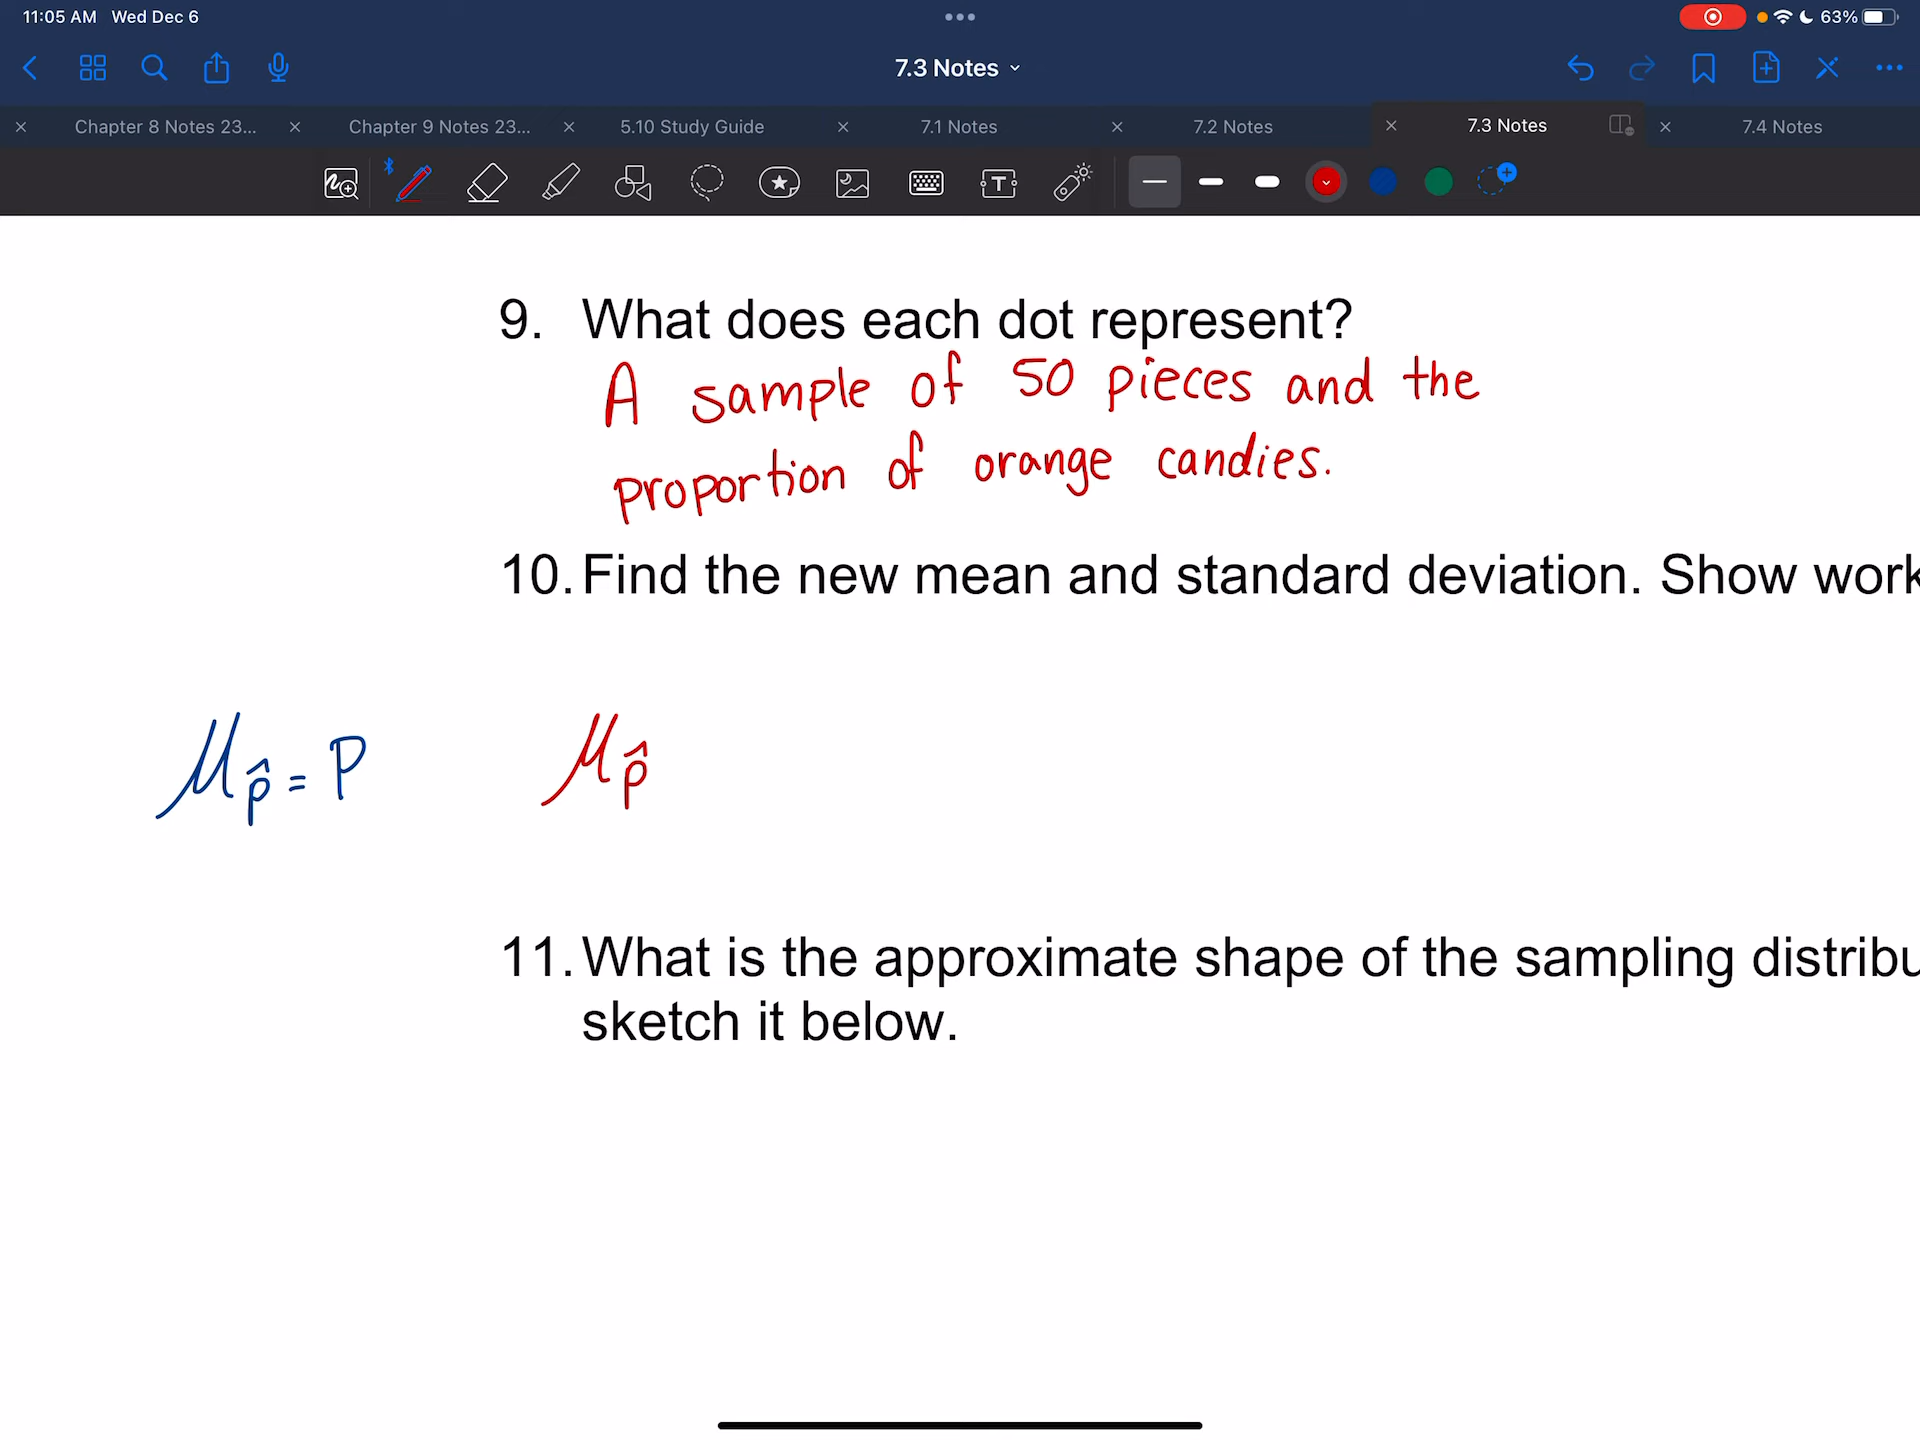 11:05 AM Wed Dec 6
63%
7.3 Notes
Chapter 8 Notes 23...
Chapter 9 Notes 23...
5.10 Study Guide
7.1 Notes
7.2 Notes
7.3 Notes
7.4 Notes
9. What does each dot represent?
A sample of 50 pieces and the
proportion of orange candies.
10. Find the new mean and standard deviation. Show work
μp̂ = P
μp̂
11. What is the approximate shape of the sampling distribu
sketch it below.